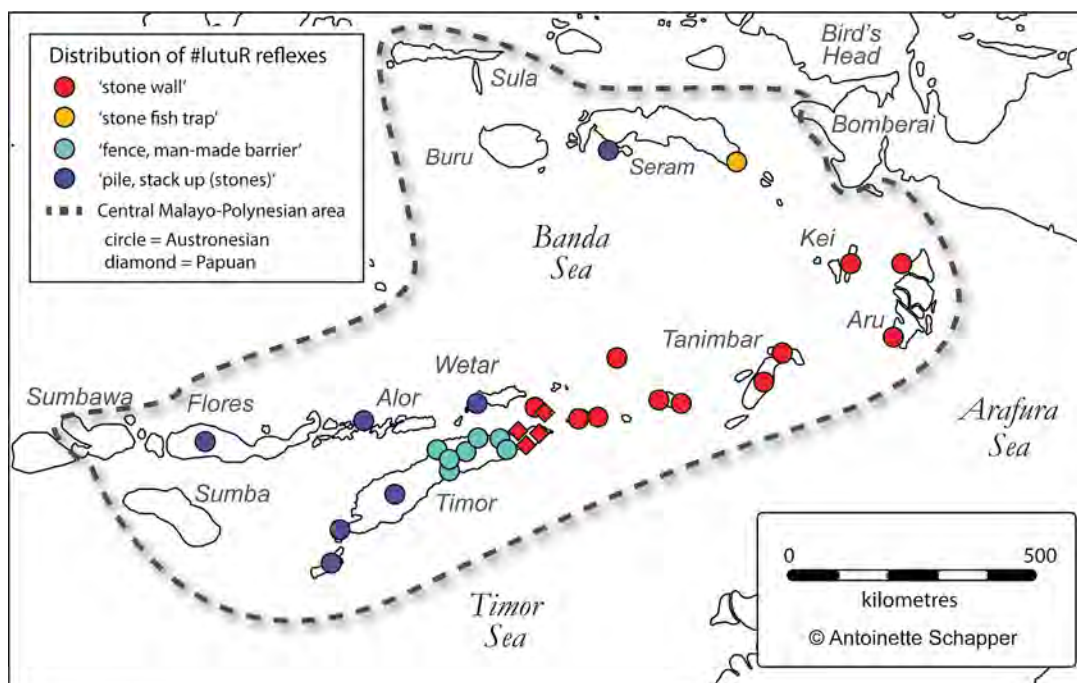 Distribution of #lutuR reflexes
'stone wall'
'stone fish trap'
'fence, man-made barrier'
'pile, stack up (stones)'
Central Malayo-Polynesian area
circle = Austronesian
diamond = Papuan
Bird's
Head
Sula
Bomberai
Buru
Seram
Banda
Sea
Kei
Aru
Tanimbar
Wetar
Alor
Flores
Sumbawa
Arafura
Sea
Sumba
Timor
Timor
Sea
0 500
kilometres
© Antoinette Schapper